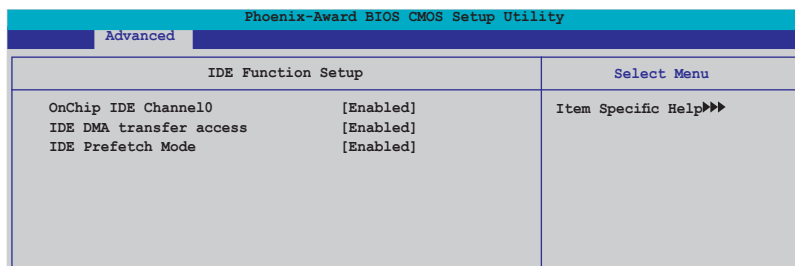 Phoenix-Award BIOS CMOS Setup Utility
Advanced
IDE Function Setup
Select Menu
OnChip IDE Channel0 [Enabled]
IDE DMA transfer access [Enabled]
IDE Prefetch Mode [Enabled]
Item Specific Help